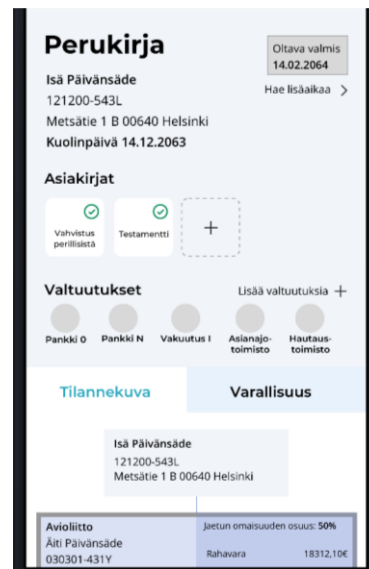 Perukirja
Oltava valmis
14.02.2064
Hae lisäaikaa
Isä Päivänsäde
121200-543L
Metsätie 1 B 00640 Helsinki
Kuolinpäivä 14.12.2063
Asiakirjat
Vahvistus
perillisistä
Testamentti
+
Valtuutukset
Lisää valtuutuksia +
Pankki O
Pankki N
Vakuutus I
Asianajo-
toimisto
Hautaus-
toimisto
Tilannekuva
Varallisuus
Isä Päivänsäde
121200-543L
Metsätie 1 B 00640 Helsinki
Avioliitto
Äiti Päivänsäde
030301-431Y
Jaetun omaisuuden osuus: 50%
Rahavara 18312,10€